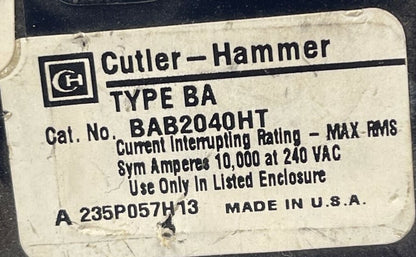 CH Cutler-Hammer
TYPE BA
Cat. No. BAB2040HT
Current Interrupting Rating - MAX RMS
Sym Amperes 10,000 at 240 VAC
Use Only In Listed Enclosure
A 235P057H13 MADE IN U.S.A.